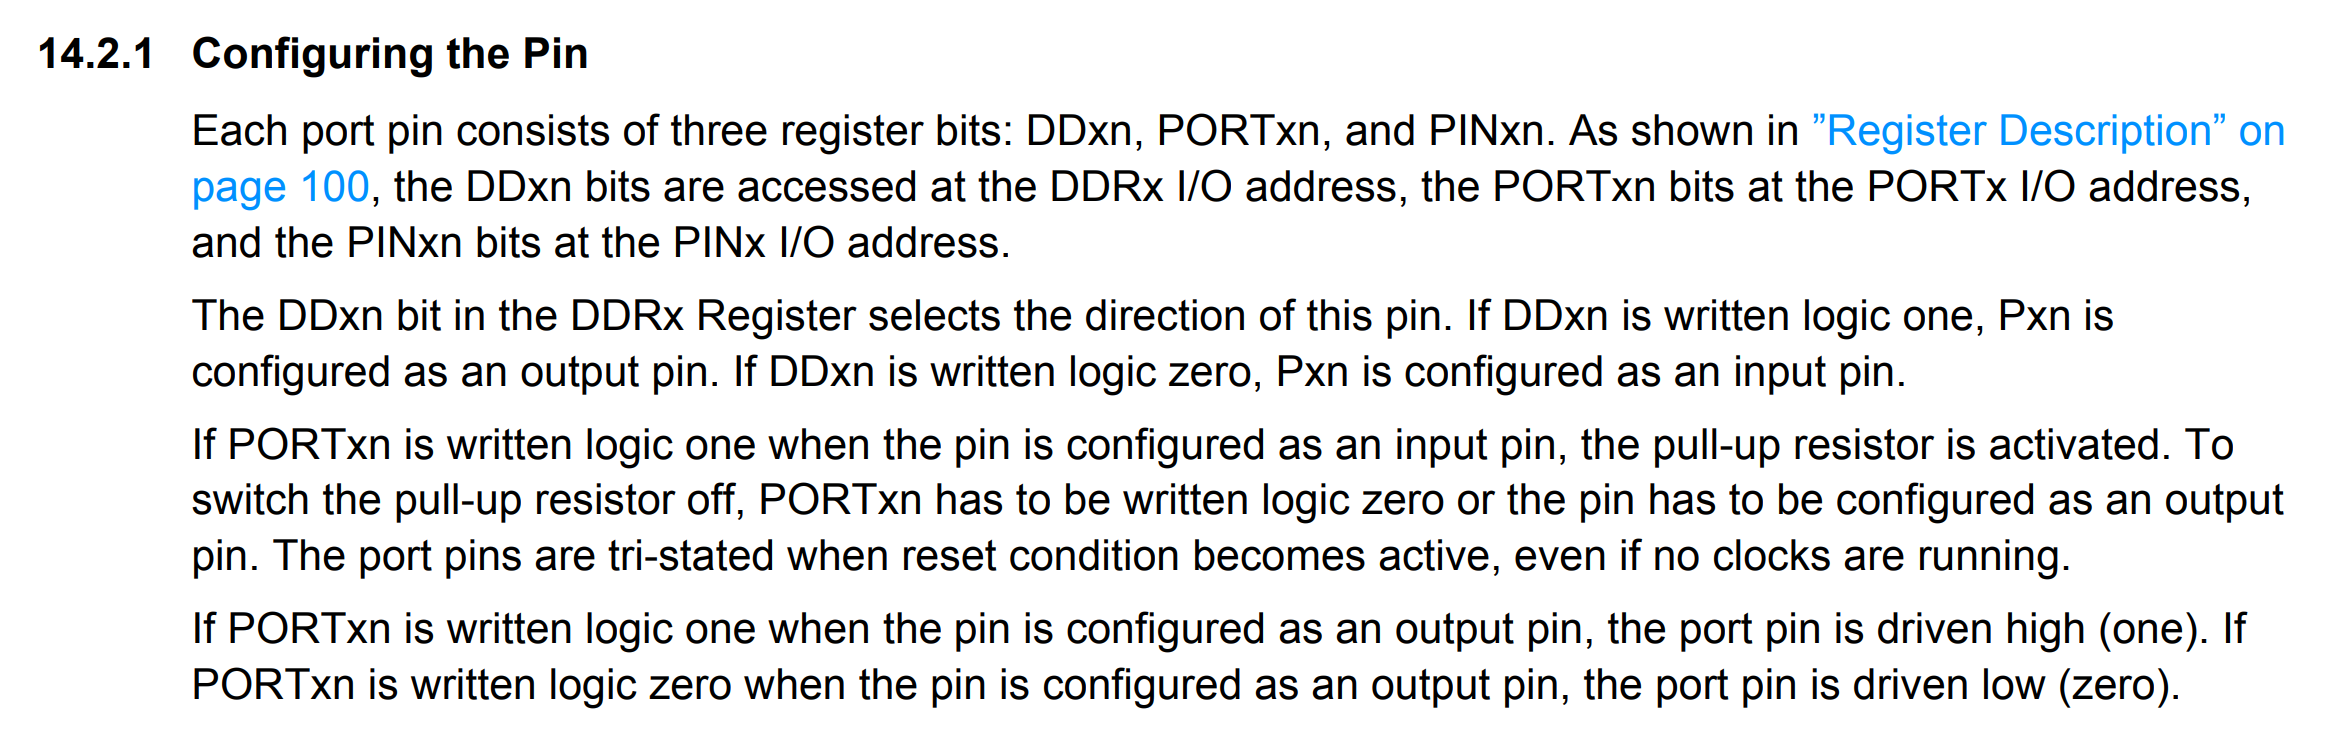 14.2.1 Configuring the Pin
Each port pin consists of three register bits: DDxn, PORTxn, and PINxn. As shown in ”Register Description” on
page 100, the DDxn bits are accessed at the DDRx I/O address, the PORTxn bits at the PORTx I/O address,
and the PINxn bits at the PINx I/O address.
The DDxn bit in the DDRx Register selects the direction of this pin. If DDxn is written logic one, Pxn is
configured as an output pin. If DDxn is written logic zero, Pxn is configured as an input pin.
If PORTxn is written logic one when the pin is configured as an input pin, the pull-up resistor is activated. To
switch the pull-up resistor off, PORTxn has to be written logic zero or the pin has to be configured as an output
pin. The port pins are tri-stated when reset condition becomes active, even if no clocks are running.
If PORTxn is written logic one when the pin is configured as an output pin, the port pin is driven high (one). If
PORTxn is written logic zero when the pin is configured as an output pin, the port pin is driven low (zero).